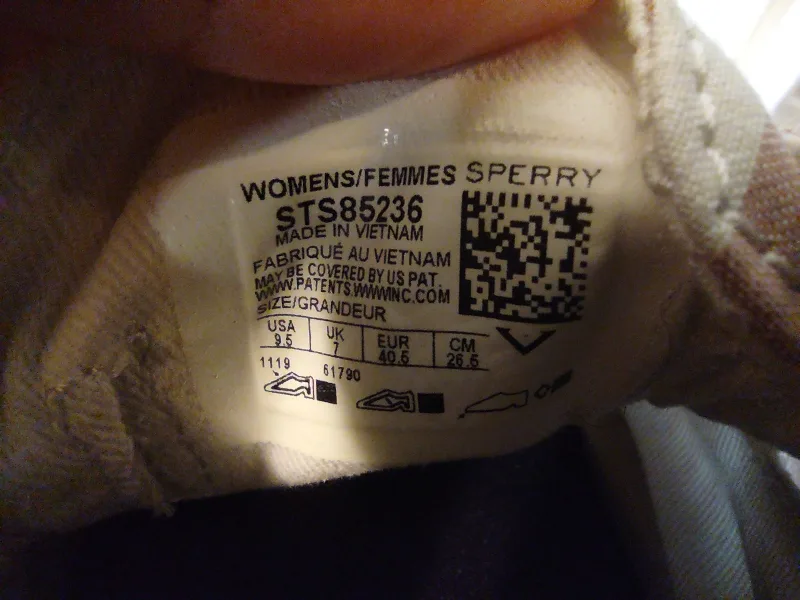 WOMENS/FEMMES SPERRY
STS85236
MADE IN VIETNAM
FABRIQUÉ AU VIETNAM
MAY BE COVERED BY US PAT.
WWW.PATENTS.WWWINC.COM
SIZE/GRANDEUR
USA UK EUR CM
9.5 7 40.5 26.5
1119 61790